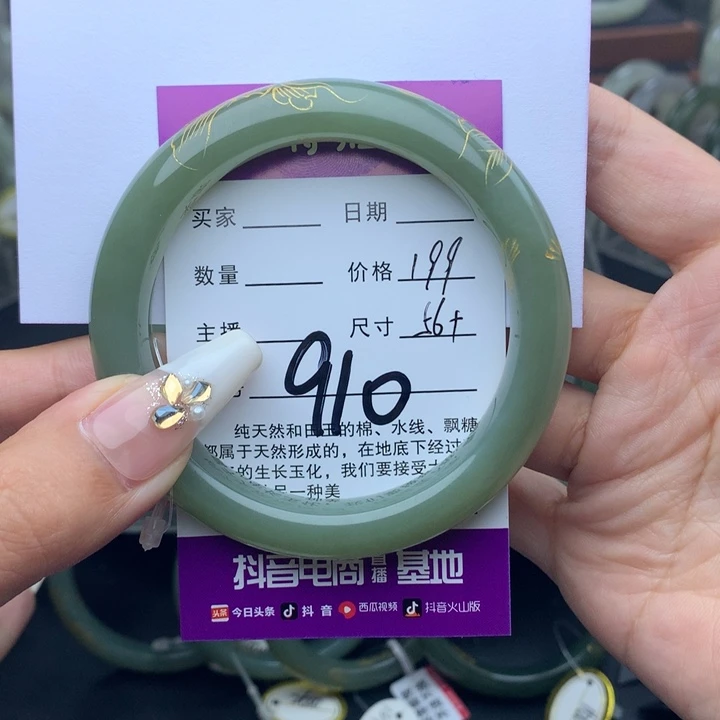 买家 日期
数量 价格 199
主播 尺寸 56+
910
纯天然和田玉的棉、水线、飘糖
都属于天然形成的，在地底下经过
的生长玉化，我们要接受
一种美
抖音电商直播基地
头条 今日头条 抖音 西瓜视频 抖音火山版